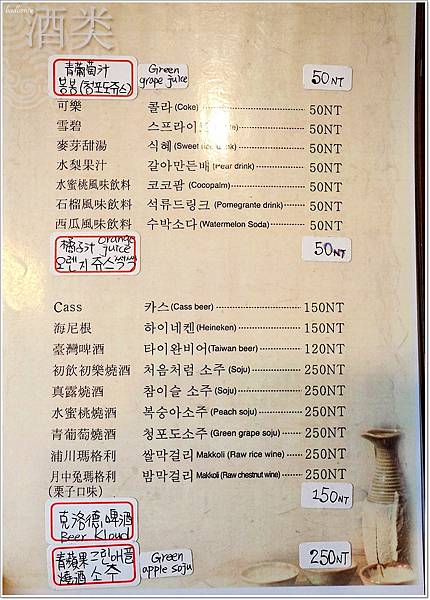 酒类
青葡萄汁 Green grape juice 50NT
봉봉(청포도쥬스)
可樂 콜라 (Coke) 50NT
雪碧 스프라이트 50NT
麥芽甜湯 식혜 (Sweet drink) 50NT
水梨果汁 갈아만든배 (Pear drink) 50NT
水蜜桃風味飲料 코코팜 (Cocopalm) 50NT
石榴風味飲料 석류드링크 (Pomegrante drink) 50NT
西瓜風味飲料 수박소다 (Watermelon Soda) 50NT
橘子汁 orange juice 50NT
오렌지쥬스쌕쌕
Cass 카스 (Cass beer) 150NT
海尼根 하이네켄 (Heineken) 150NT
臺灣啤酒 타이완비어 (Taiwan beer) 120NT
初飲初樂燒酒 처음처럼 소주 (Soju) 250NT
真露燒酒 참이슬 소주 (Soju) 250NT
水蜜桃燒酒 복숭아소주 (Peach soju) 250NT
青葡萄燒酒 청포도소주 (Green grape soju) 250NT
浦川瑪格利 쌀막걸리 Makkoli (Raw rice wine) 250NT
月中兔瑪格利 밤막걸리 Makkoli (Raw chestnut wine) 250NT
(栗子口味)
克洛德啤酒 150NT
Beer Kloud
青蘋果 그린애플 Green apple soju 250NT
燒酒 소주